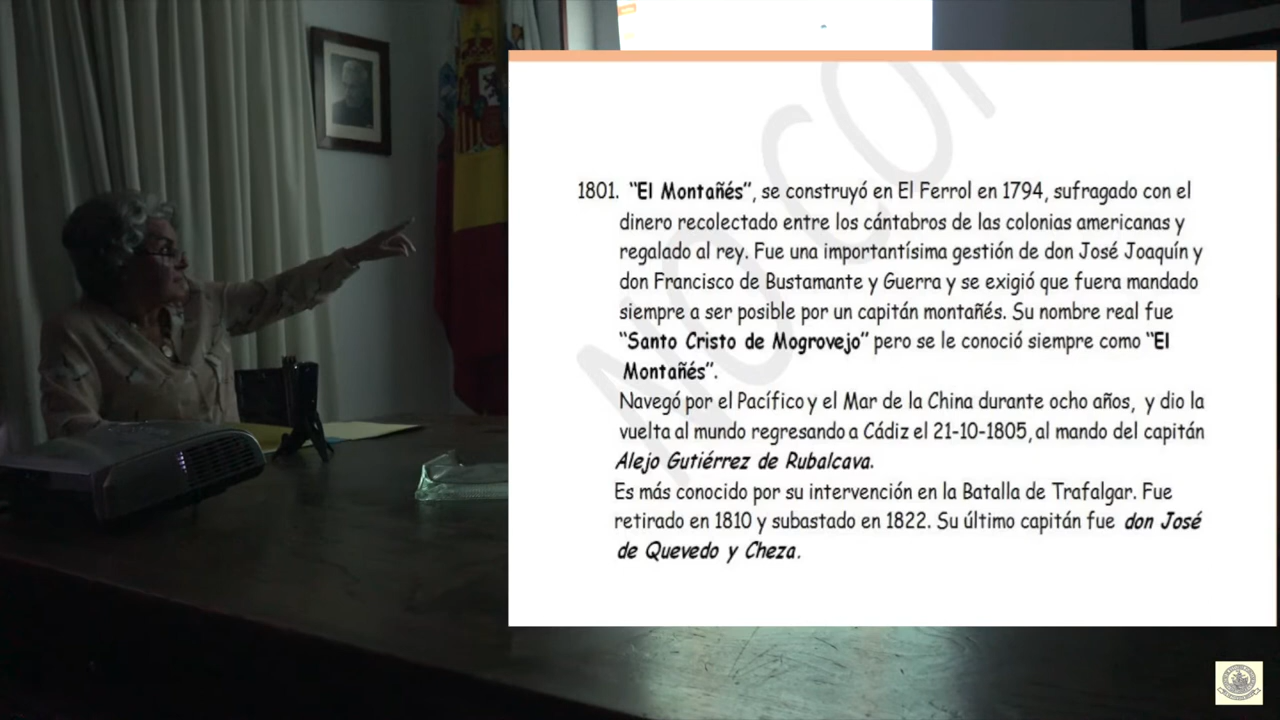 NO COP
1801. “El Montañés”, se construyó en El Ferrol en 1794, sufragado con el
dinero recolectado entre los cántabros de las colonias americanas y
regalado al rey. Fue una importantísima gestión de don José Joaquín y
don Francisco de Bustamante y Guerra y se exigió que fuera mandado
siempre a ser posible por un capitán montañés. Su nombre real fue
“Santo Cristo de Mogrovejo” pero se le conoció siempre como “El
Montañés”.
Navegó por el Pacífico y el Mar de la China durante ocho años, y dio la
vuelta al mundo regresando a Cádiz el 21-10-1805, al mando del capitán
Alejo Gutiérrez de Rubalcava.
Es más conocido por su intervención en la Batalla de Trafalgar. Fue
retirado en 1810 y subastado en 1822. Su último capitán fue don José
de Quevedo y Cheza.